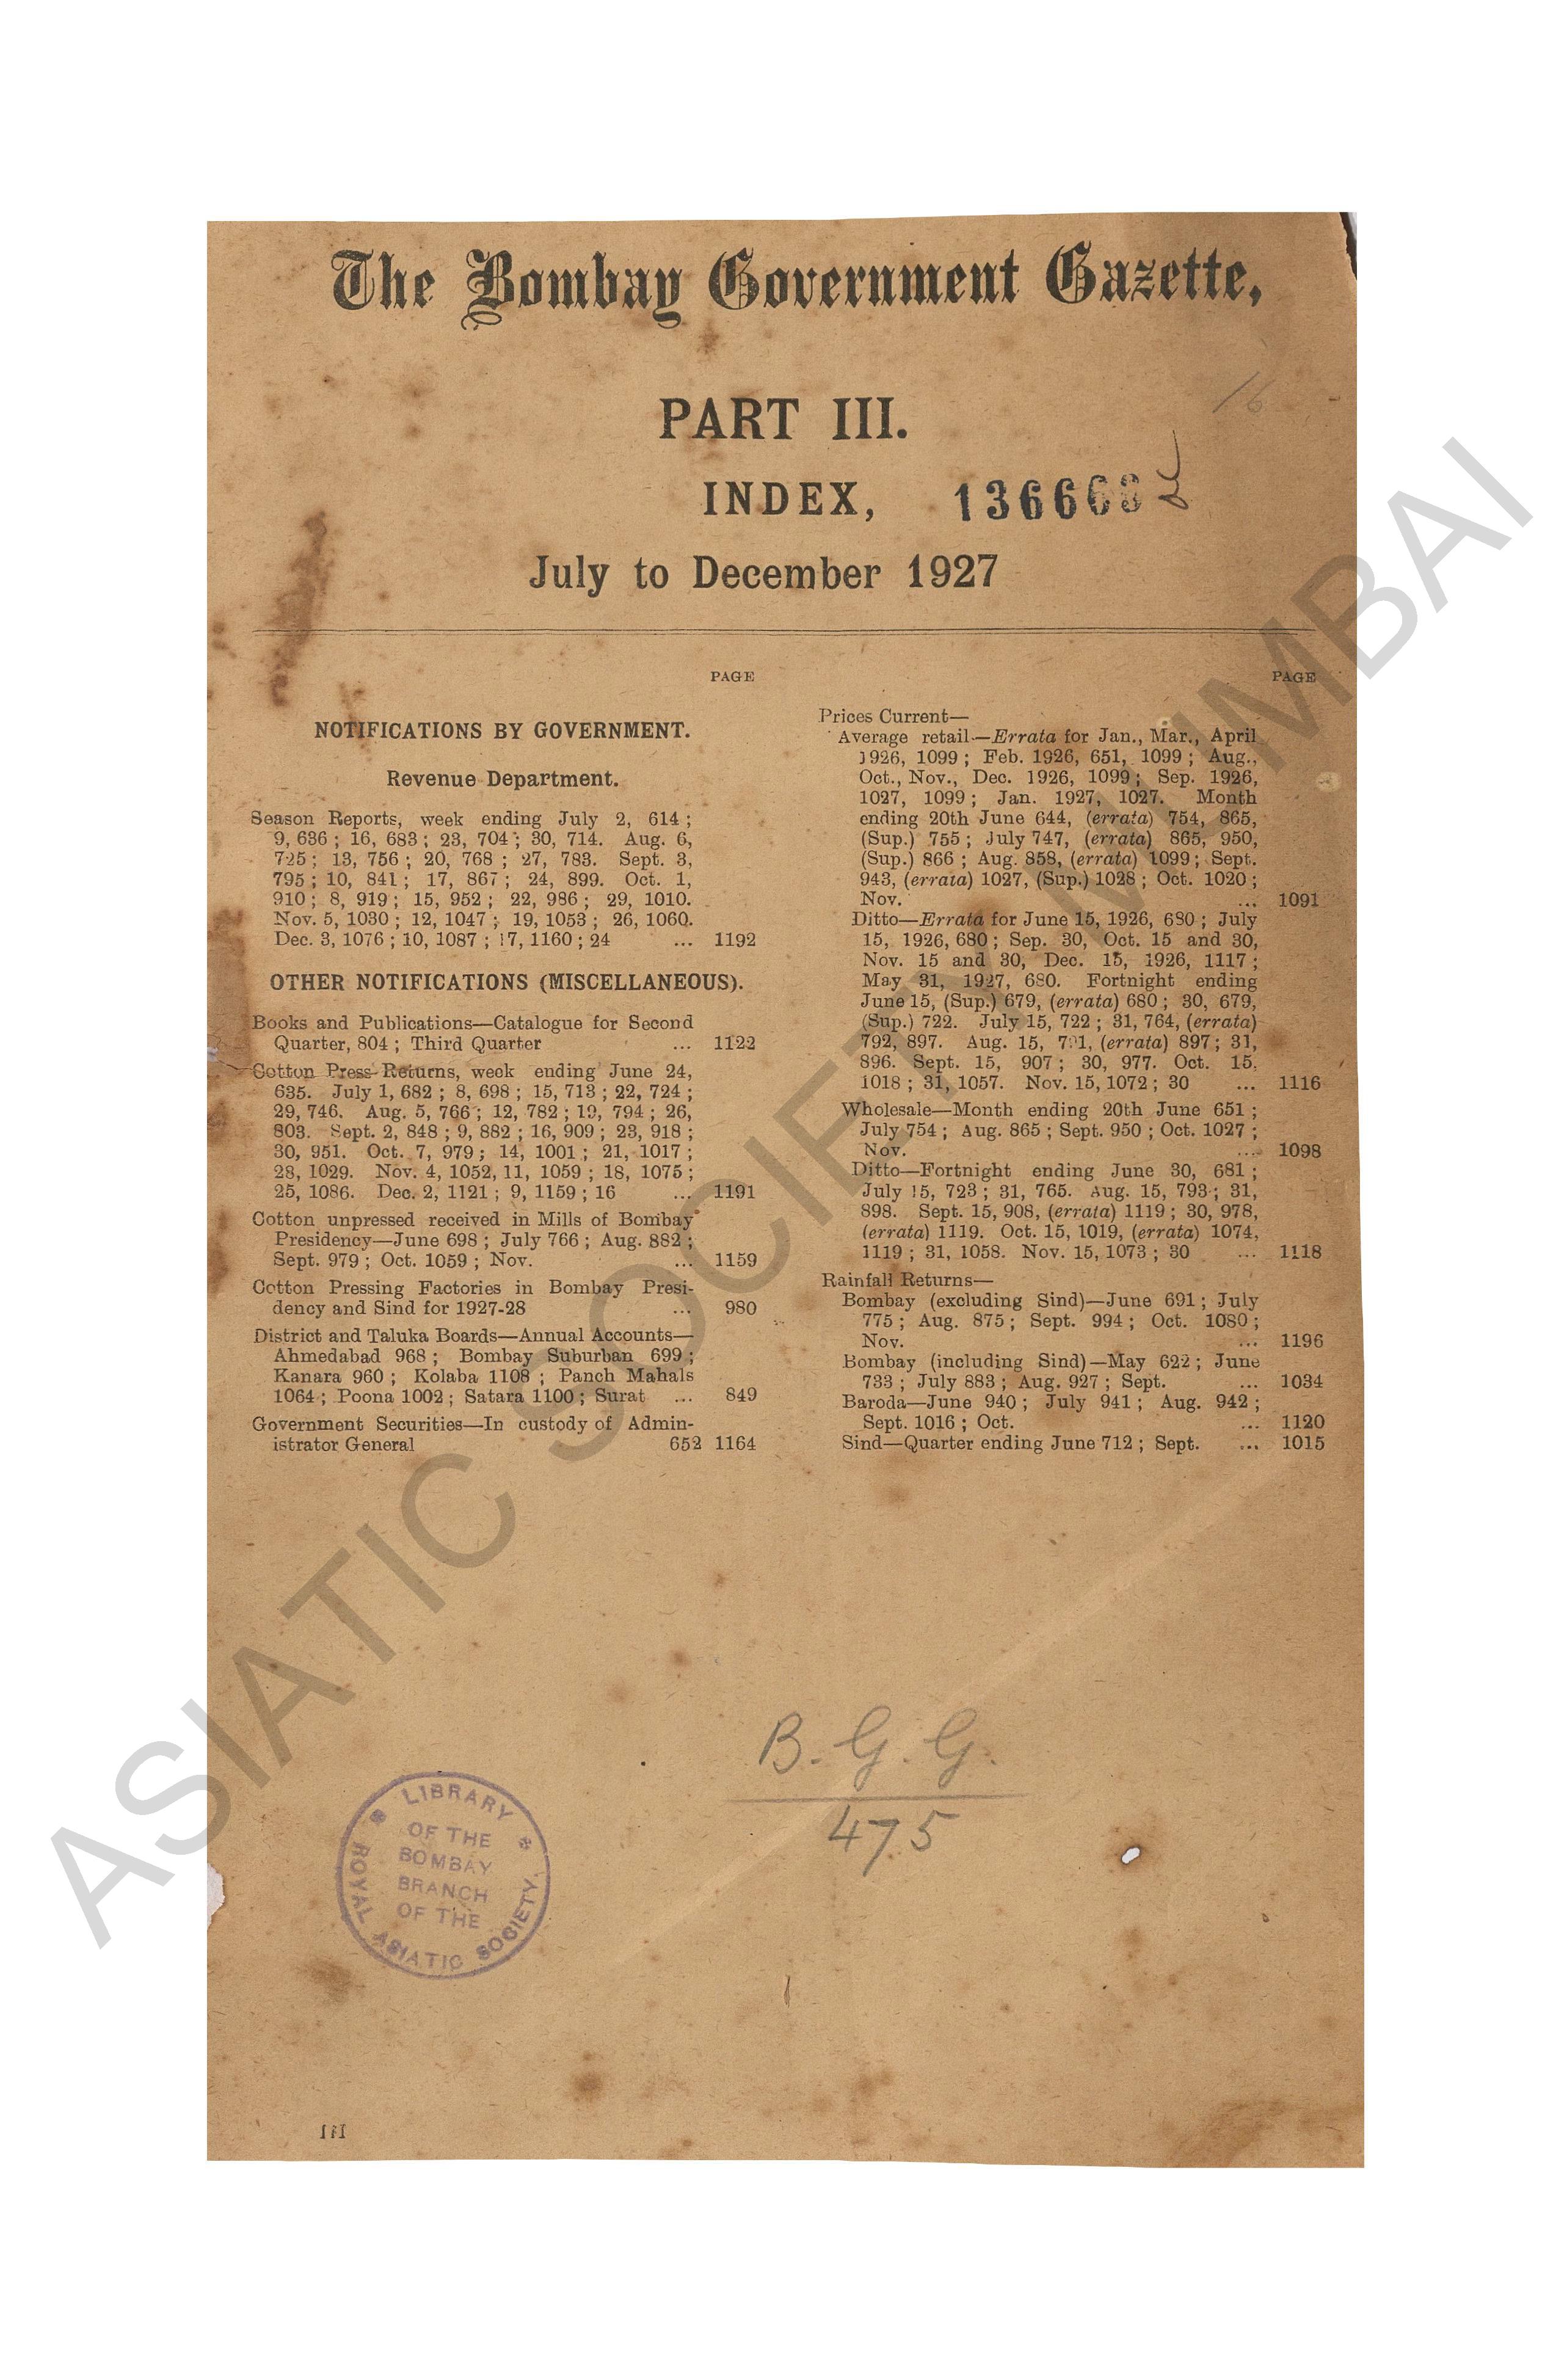 The Bombay Government Gazette,
PART III.
INDEX,
July to December 1927
PAGE
NOTIFICATIONS BY GOVERNMENT.
Revenue Department.
Season Reports, week ending July 2, 614 ;
9, 636 ; 16, 683 ; 23, 704 ; 30, 714. Aug. 6,
725 ; 13, 756 ; 20, 768 ; 27, 783. Sept. 3,
795 ; 10, 841 ; 17, 867 ; 24, 899. Oct. 1,
910 ; 8, 919 ; 15, 952 ; 22, 986 ; 29, 1010.
Nov. 5, 1030 ; 12, 1047 ; 19, 1053 ; 26, 1060.
Dec. 3, 1076 ; 10, 1087 ; 17, 1160 ; 24 ... 1192
OTHER NOTIFICATIONS (MISCELLANEOUS).
Books and Publications—Catalogue for Second
Quarter, 804 ; Third Quarter ... 1122
Cotton Press Returns, week ending June 24,
635. July 1, 682 ; 8, 698 ; 15, 713 ; 22, 724 ;
29, 746. Aug. 5, 766 ; 12, 782 ; 19, 794 ; 26,
803. Sept. 2, 848 ; 9, 882 ; 16, 909 ; 23, 918 ;
30, 951. Oct. 7, 979 ; 14, 1001 ; 21, 1017 ;
28, 1029. Nov. 4, 1052, 11, 1059 ; 18, 1075 ;
25, 1086. Dec. 2, 1121 ; 9, 1159 ; 16 ... 1191
Cotton unpressed received in Mills of Bombay
Presidency—June 698 ; July 766 ; Aug. 882 ;
Sept. 979 ; Oct. 1059 ; Nov. ... 1159
Cotton Pressing Factories in Bombay Presi-
dency and Sind for 1927-28 ... 980
District and Taluka Boards—Annual Accounts—
Ahmedabad 968 ; Bombay Suburban 699 ;
Kanara 960 ; Kolaba 1108 ; Panch Mahals
1064 ; Poona 1002 ; Satara 1100 ; Surat ... 849
Government Securities—In custody of Admin-
istrator General 652 1164
PAGE
Prices Current—
Average retail—Errata for Jan., Mar., April
1926, 1099 ; Feb. 1926, 651, 1099 ; Aug.,
Oct., Nov., Dec. 1926, 1099 ; Sep. 1926,
1027, 1099 ; Jan. 1927, 1027. Month
ending 20th June 644, (errata) 754, 865,
(Sup.) 755 ; July 747, (errata) 865, 950,
(Sup.) 866 ; Aug. 858, (errata) 1099 ; Sept.
943, (errata) 1027, (Sup.) 1028 ; Oct. 1020 ;
Nov. ... 1091
Ditto—Errata for June 15, 1926, 680 ; July
15, 1926, 680 ; Sep. 30, Oct. 15 and 30,
Nov. 15 and 30, Dec. 15, 1926, 1117 ;
May 31, 1927, 680. Fortnight ending
June 15, (Sup.) 679, (errata) 680 ; 30, 679,
(Sup.) 722. July 15, 722 ; 31, 764, (errata)
792, 897. Aug. 15, (errata) 897 ; 31,
896. Sept. 15, 907 ; 30, 977. Oct. 15,
1018 ; 31, 1057. Nov. 15, 1072 ; 30 ... 1116
Wholesale—Month ending 20th June 651 ;
July 754 ; Aug. 865 ; Sept. 950 ; Oct. 1027 ;
Nov. ... 1098
Ditto—Fortnight ending June 30, 681 ;
July 15, 723 ; 31, 765. Aug. 15, 793 ; 31,
898. Sept. 15, 908, (errata) 1119 ; 30, 978,
(errata) 1119. Oct. 15, 1019, (errata) 1074,
1119 ; 31, 1058. Nov. 15, 1073 ; 30 ... 1118
Rainfall Returns—
Bombay (excluding Sind)—June 691 ; July
775 ; Aug. 875 ; Sept. 994 ; Oct. 1080 ;
Nov. ... 1196
Bombay (including Sind)—May 622 ; June
733 ; July 883 ; Aug. 927 ; Sept. ... 1034
Baroda—June 940 ; July 941 ; Aug. 942 ;
Sept. 1016 ; Oct. ... 1120
Sind—Quarter ending June 712 ; Sept. ... 1015
B. G. G.
475
LIBRARY
OF THE
BOMBAY
BRANCH
OF THE
ROYAL ASIATIC SOCIETY
ASIATIC SOCIETY MUMBAI